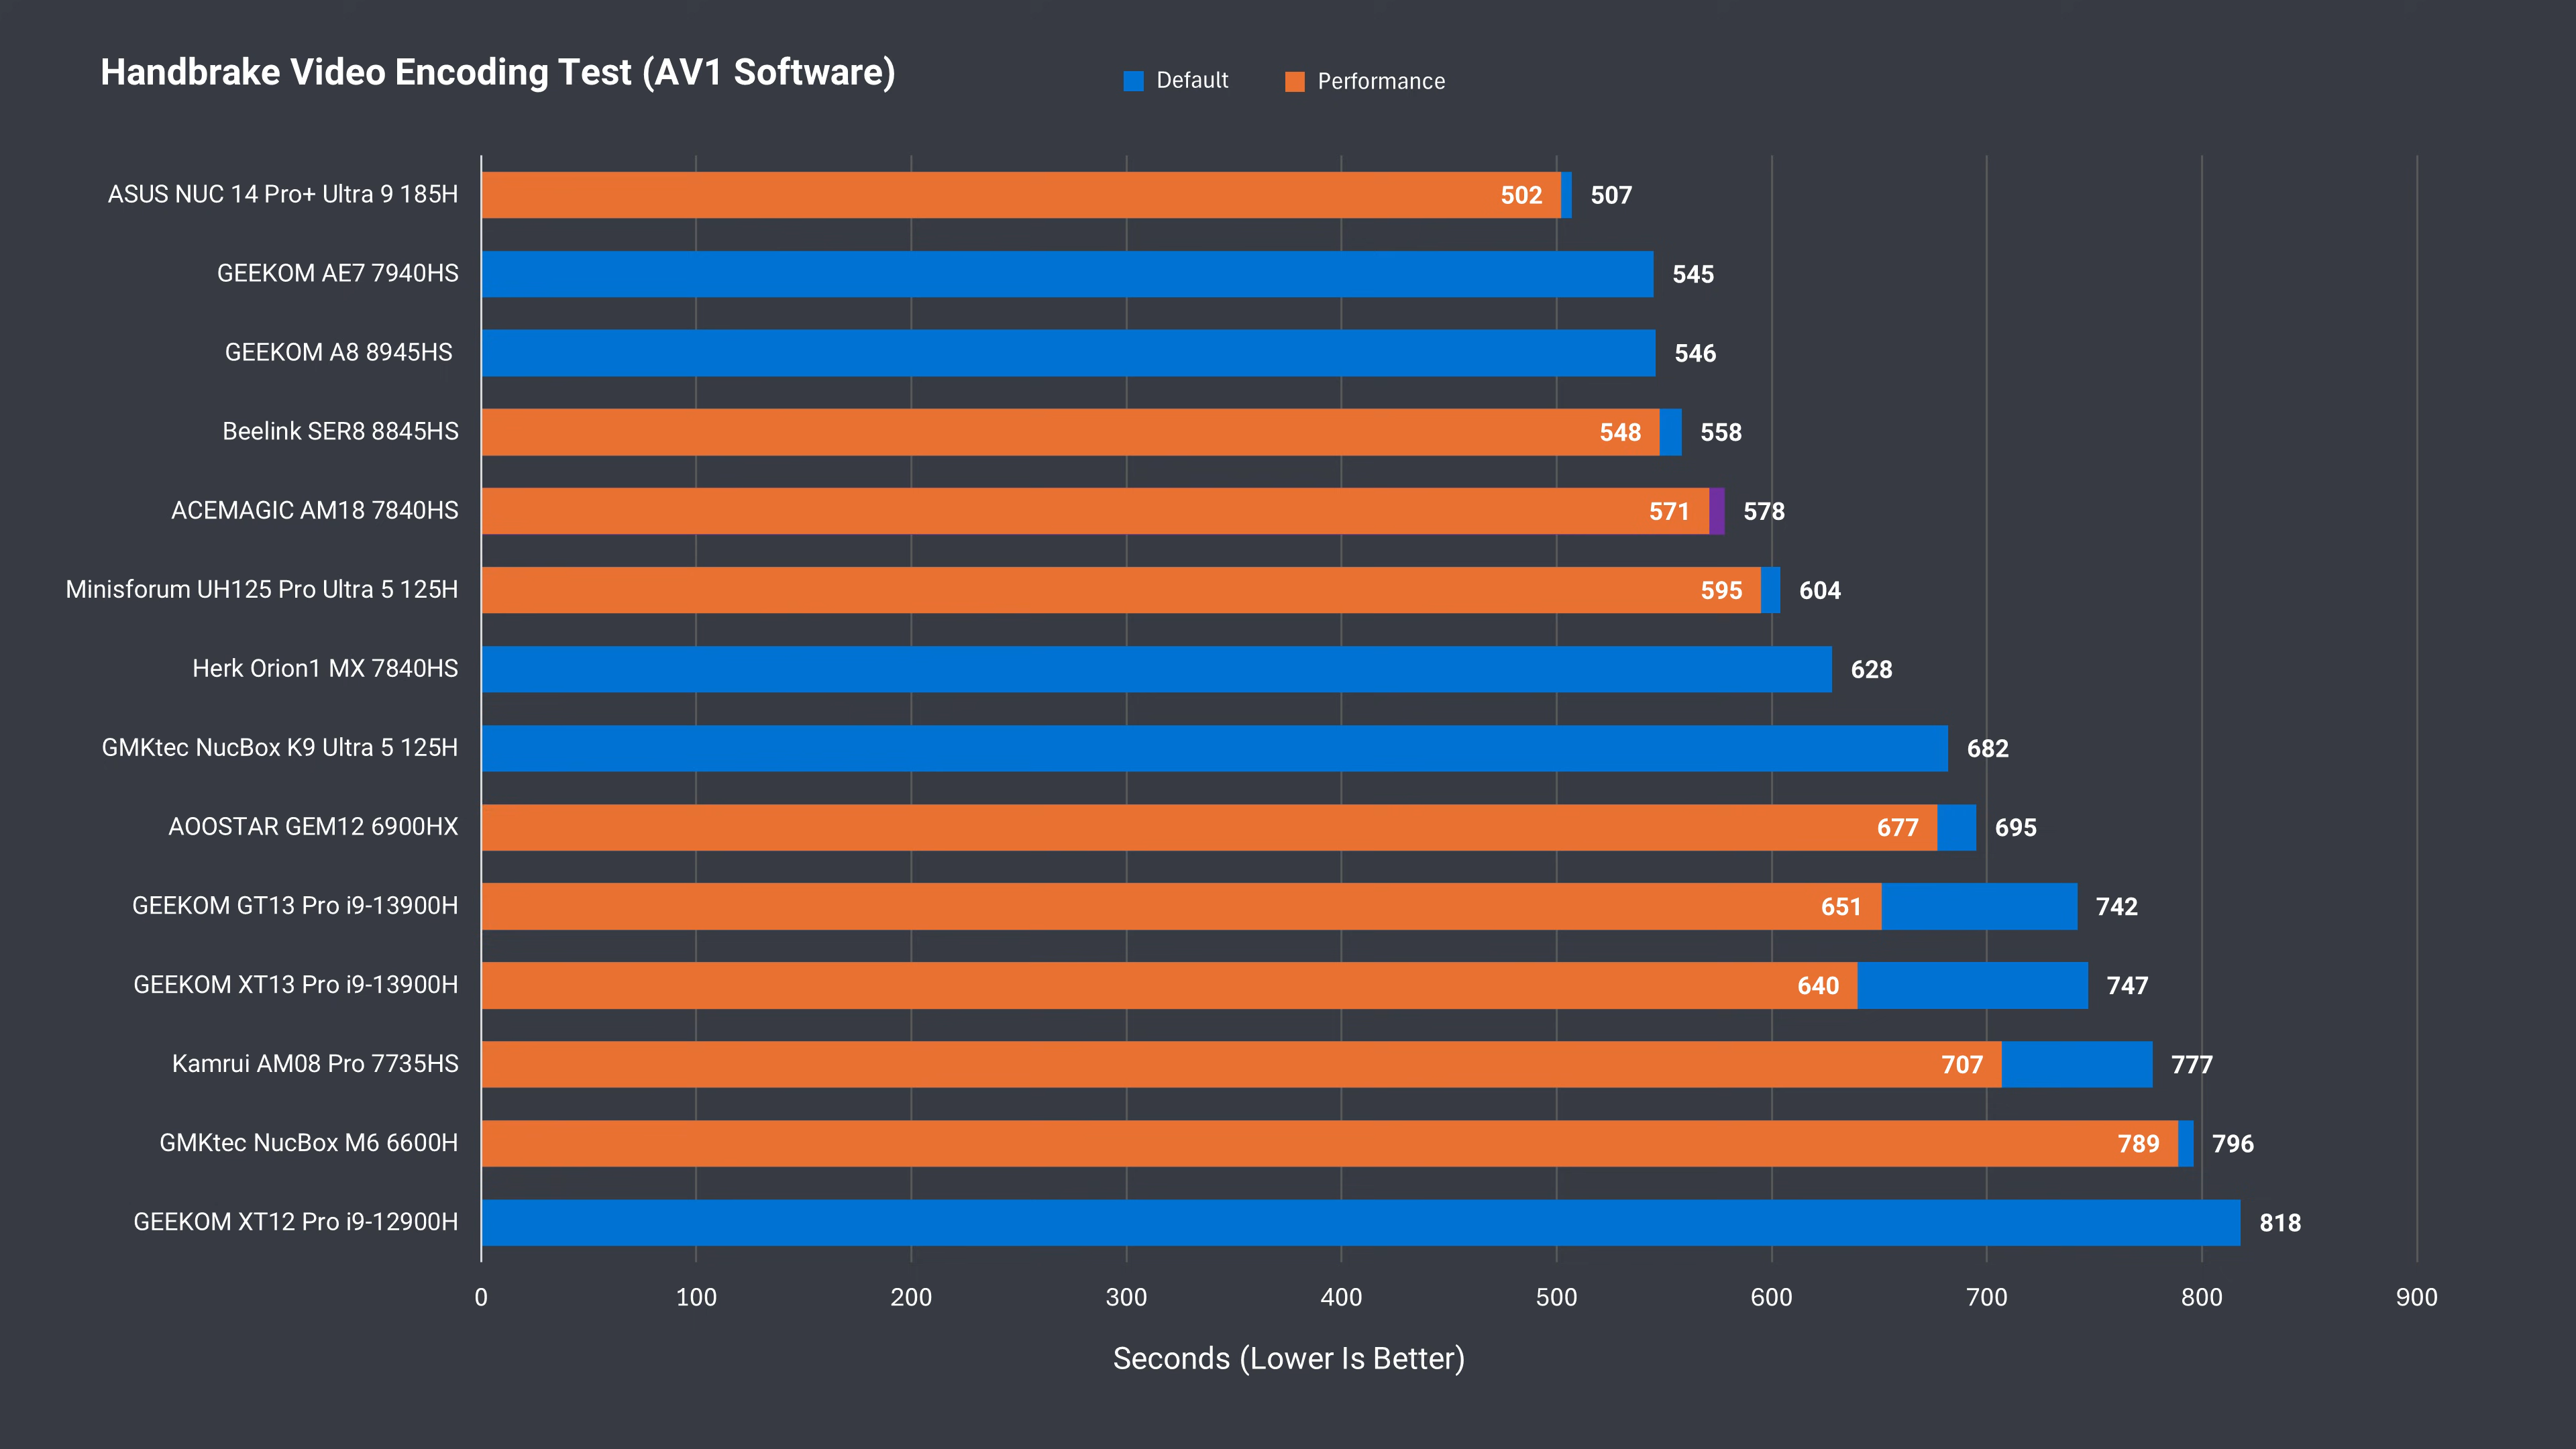 Handbrake Video Encoding Test (AV1 Software)
Default Performance
ASUS NUC 14 Pro+ Ultra 9 185H 502 507
GEEKOM AE7 7940HS 545
GEEKOM A8 8945HS 546
Beelink SER8 8845HS 548 558
ACEMAGIC AM18 7840HS 571 578
Minisforum UH125 Pro Ultra 5 125H 595 604
Herk Orion1 MX 7840HS 628
GMKtec NucBox K9 Ultra 5 125H 682
AOOSTAR GEM12 6900HX 677 695
GEEKOM GT13 Pro i9-13900H 651 742
GEEKOM XT13 Pro i9-13900H 640 747
Kamrui AM08 Pro 7735HS 707 777
GMKtec NucBox M6 6600H 789 796
GEEKOM XT12 Pro i9-12900H 818
0 100 200 300 400 500 600 700 800 900
Seconds (Lower Is Better)